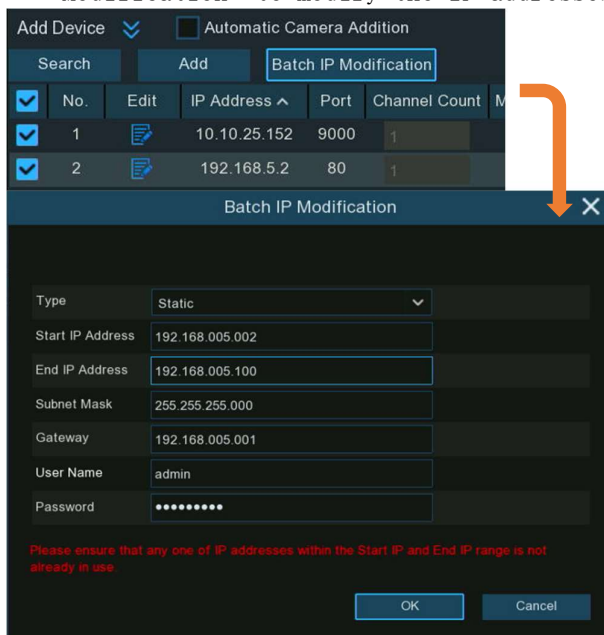 Add Device Automatic Camera Addition
Search Add Batch IP Modification
No. Edit IP Address Port Channel Count M
1 10.10.25.152 9000 1
2 192.168.5.2 80 1
Batch IP Modification
Type Static
Start IP Address 192.168.005.002
End IP Address 192.168.005.100
Subnet Mask 255.255.255.000
Gateway 192.168.005.001
User Name admin
Password •••••••••
Please ensure that any one of IP addresses within the Start IP and End IP range is not
already in use.
OK Cancel